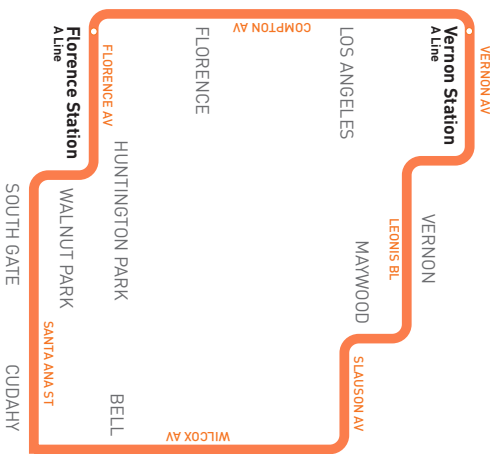 VERNON AV
Vernon Station
A Line
VERNON
LEONIS BL
LOS ANGELES
MAYWOOD
SLAUSON AV
COMPTON AV
WILCOX AV
FLORENCE
HUNTINGTON PARK
BELL
FLORENCE AV
Florence Station
A Line
WALNUT PARK
SANTA ANA ST
SOUTH GATE
CUDAHY